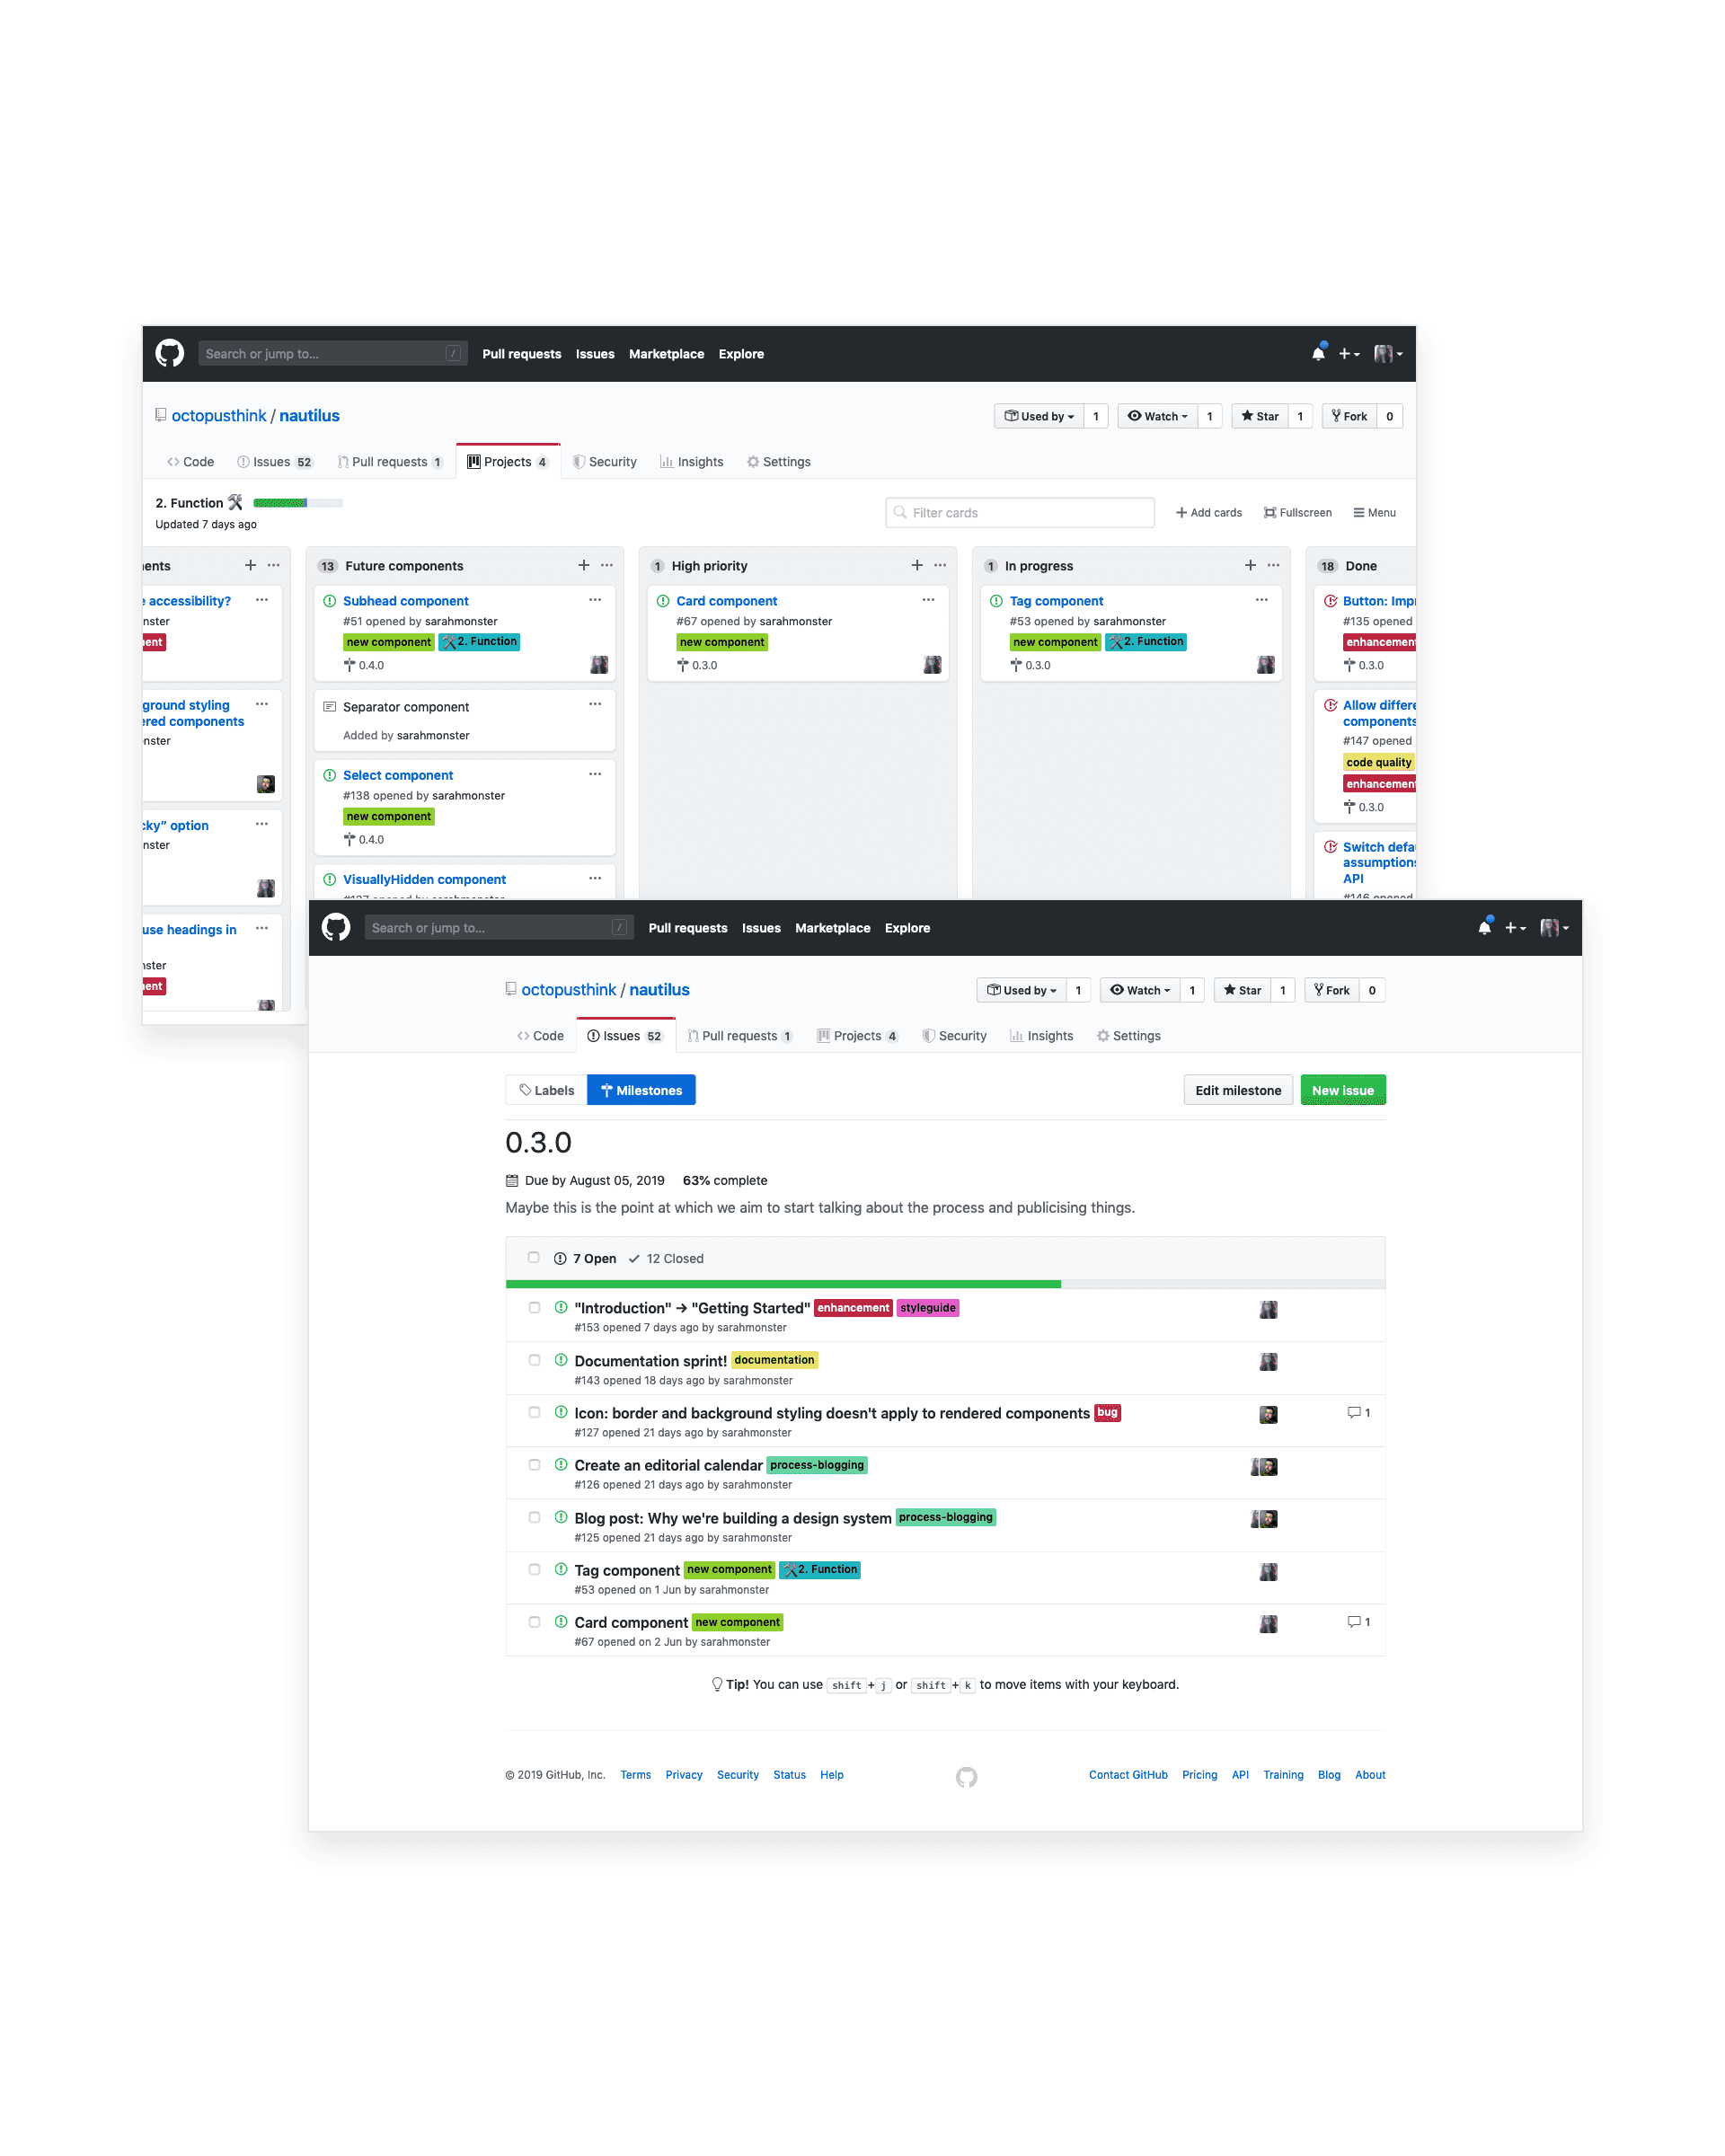 Search or jump to... / Pull requests Issues Marketplace Explore
octopusthink / nautilus Used by 1 Watch 1 Star 1 Fork 0
Code Issues 52 Pull requests 1 Projects 4 Security Insights Settings
2. Function Filter cards Add cards Fullscreen Menu
Updated 7 days ago
ents
e accessibility?
nster
ent
ground styling
ered components
nster
cky” option
nster
use headings in
nster
ent
13 Future components
Subhead component
#51 opened by sarahmonster
new component 2. Function
0.4.0
Separator component
Added by sarahmonster
Select component
#138 opened by sarahmonster
new component
0.4.0
VisuallyHidden component
#137 opened by sarahmonster
1 High priority
Card component
#67 opened by sarahmonster
new component
0.3.0
1 In progress
Tag component
#53 opened by sarahmonster
new component 2. Function
0.3.0
18 Done
Button: Impr
#135 opened
enhancement
0.3.0
Allow differe
components
#147 opened
code quality
enhancement
0.3.0
Switch defau
assumptions
API
#146 opened
Search or jump to... / Pull requests Issues Marketplace Explore
octopusthink / nautilus Used by 1 Watch 1 Star 1 Fork 0
Code Issues 52 Pull requests 1 Projects 4 Security Insights Settings
Labels Milestones Edit milestone New issue
0.3.0
Due by August 05, 2019 63% complete
Maybe this is the point at which we aim to start talking about the process and publicising things.
7 Open 12 Closed
"Introduction" → "Getting Started" enhancement styleguide
#153 opened 7 days ago by sarahmonster
Documentation sprint! documentation
#143 opened 18 days ago by sarahmonster
Icon: border and background styling doesn't apply to rendered components bug 1
#127 opened 21 days ago by sarahmonster
Create an editorial calendar process-blogging
#126 opened 21 days ago by sarahmonster
Blog post: Why we're building a design system process-blogging
#125 opened 21 days ago by sarahmonster
Tag component new component 2. Function
#53 opened on 1 Jun by sarahmonster
Card component new component 1
#67 opened on 2 Jun by sarahmonster
Tip! You can use shift+j or shift+k to move items with your keyboard.
© 2019 GitHub, Inc. Terms Privacy Security Status Help Contact GitHub Pricing API Training Blog About